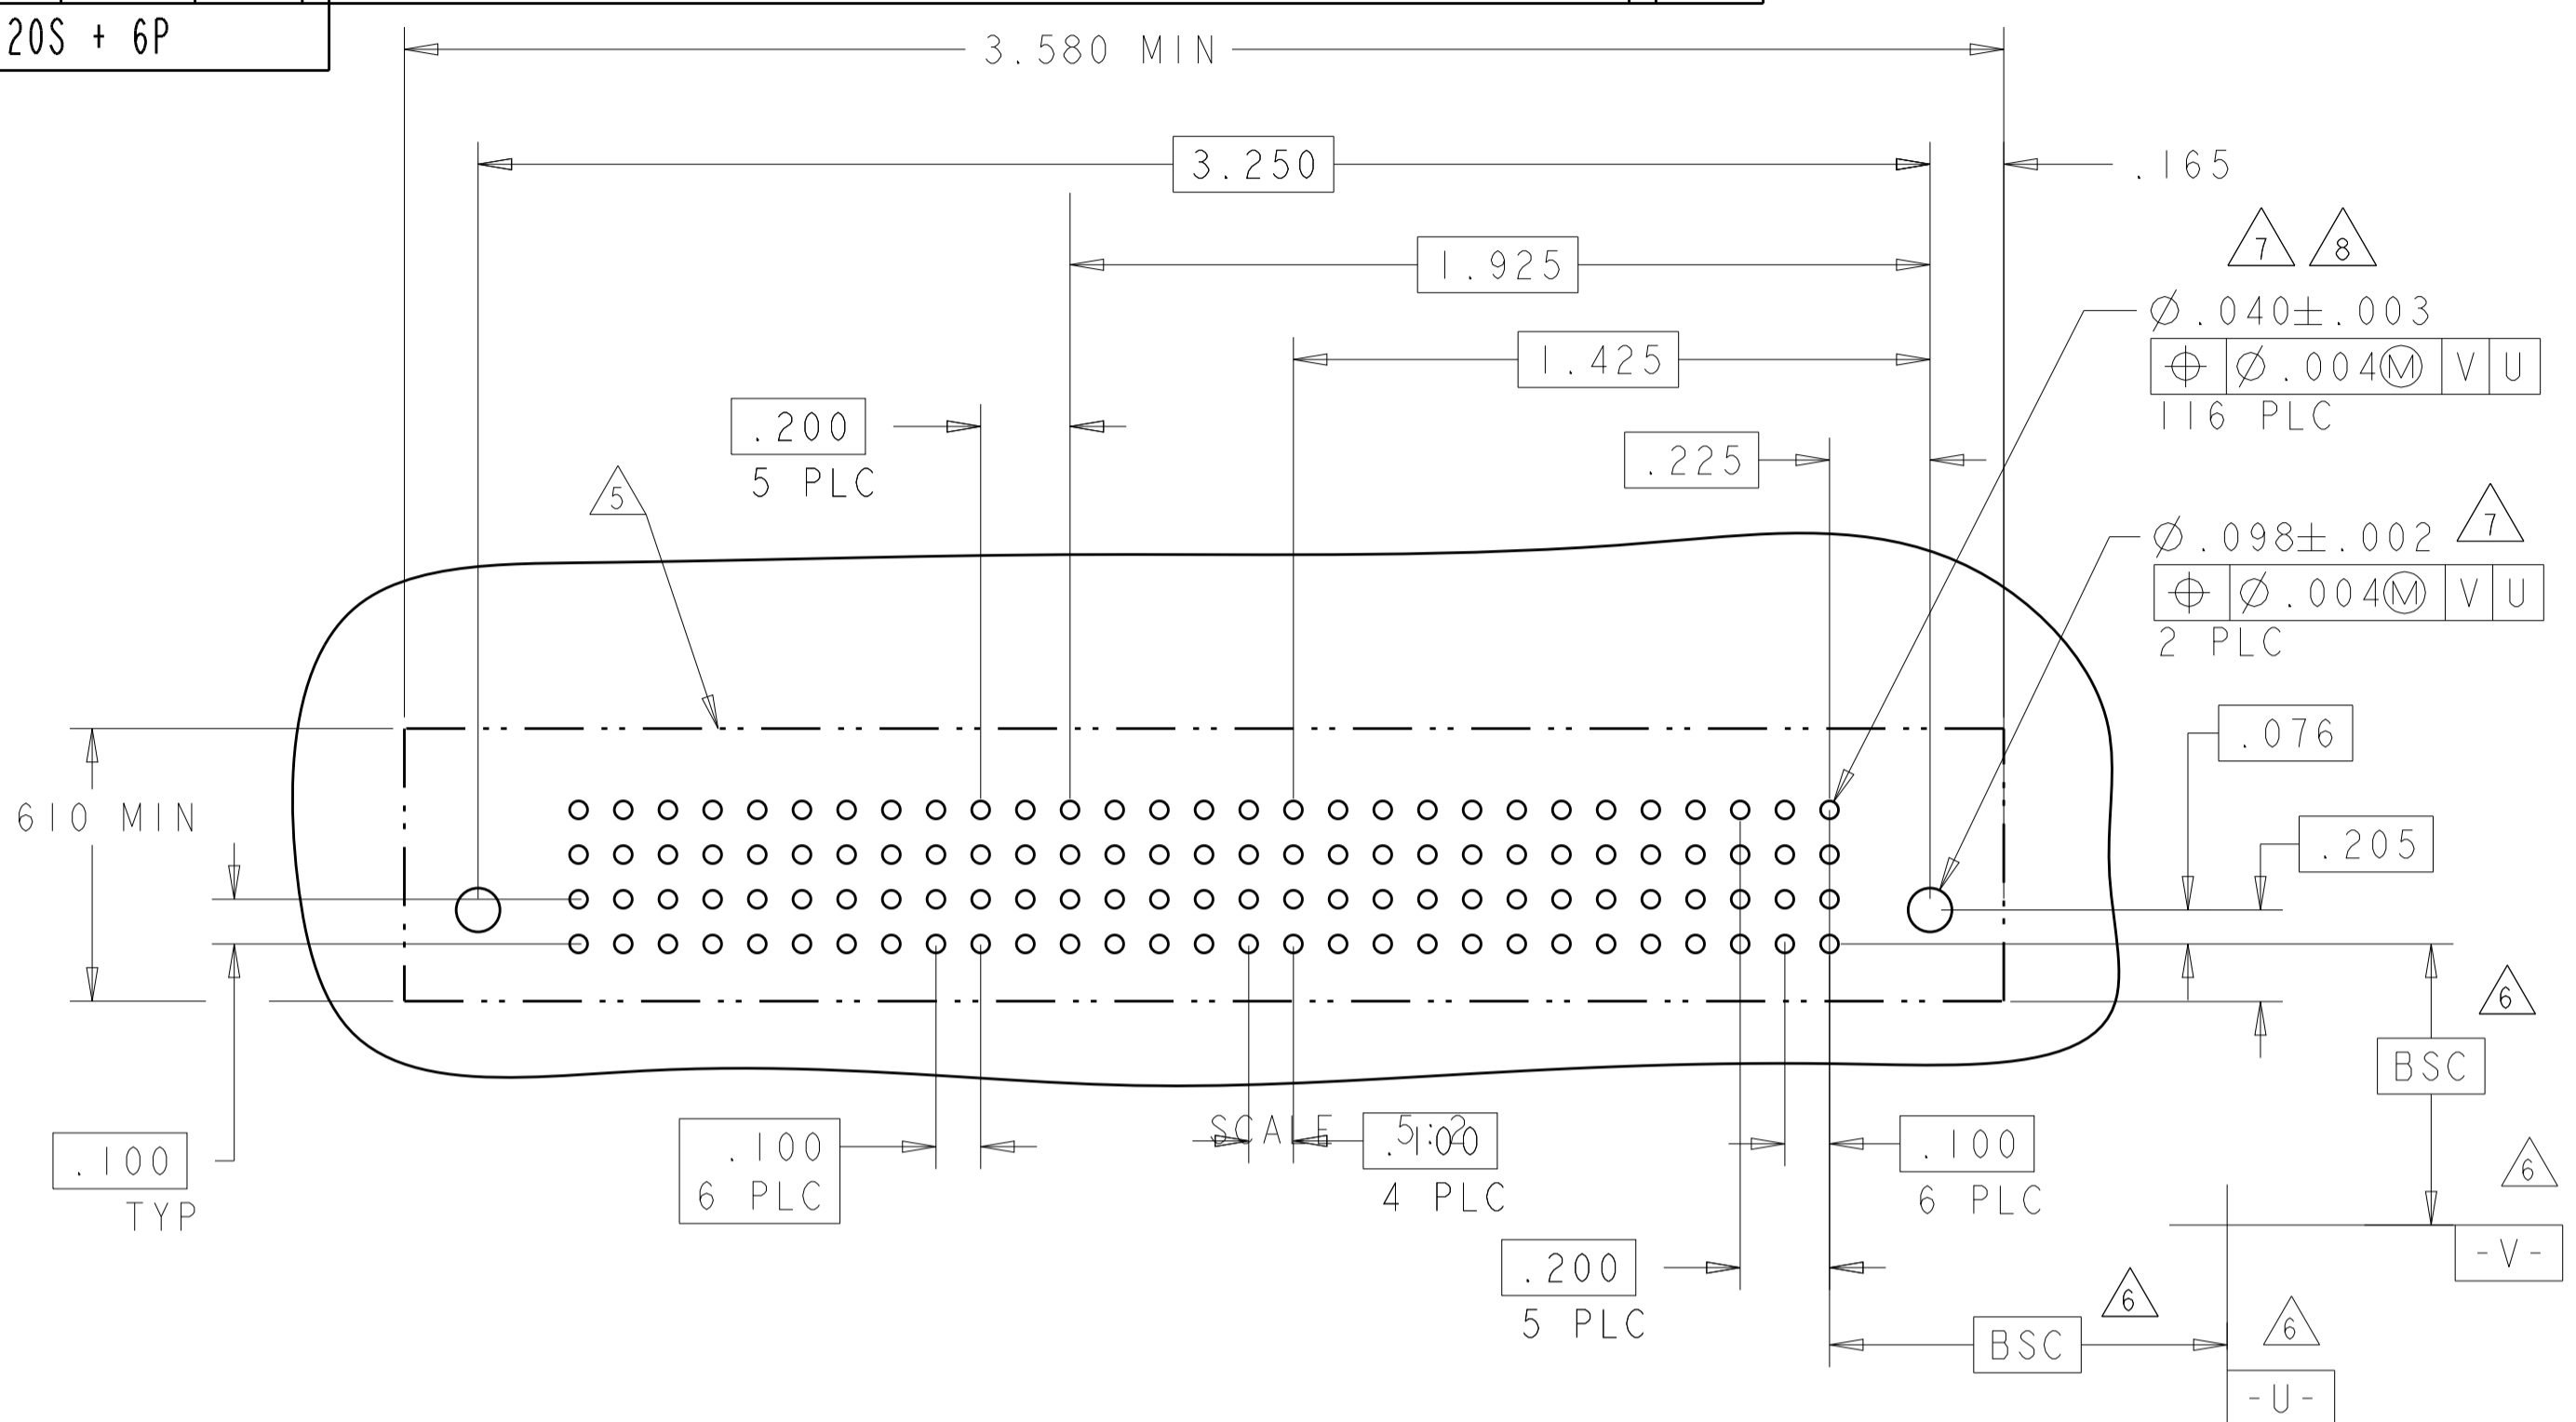 20S + 6P
3.580 MIN
3.250
.165
1.925
7 8
1.425
Ø.040±.003
⌖ Ø.004Ⓜ V U
116 PLC
.200
5 PLC
.225
5
7
Ø.098±.002
⌖ Ø.004Ⓜ V U
2 PLC
.076
610 MIN
.205
6
BSC
SCALE 5:2
.100
TYP
.100
6 PLC
.100
4 PLC
.100
6 PLC
6
-V-
.200
5 PLC
6
BSC
6
-U-